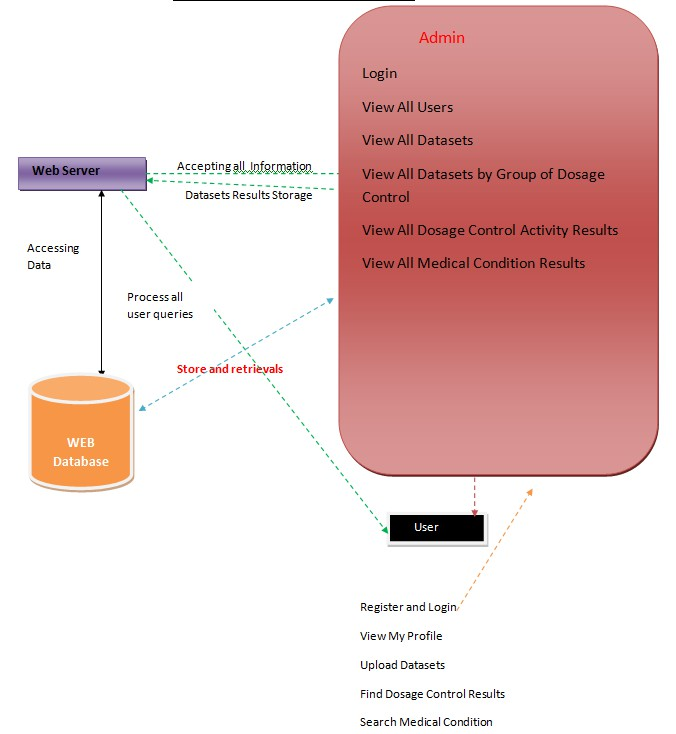 Admin
Login
View All Users
View All Datasets
View All Datasets by Group of Dosage
Control
View All Dosage Control Activity Results
View All Medical Condition Results
Web Server
Accepting all Information
Datasets Results Storage
Accessing
Data
Process all
user queries
Store and retrievals
WEB
Database
User
Register and Login
View My Profile
Upload Datasets
Find Dosage Control Results
Search Medical Condition